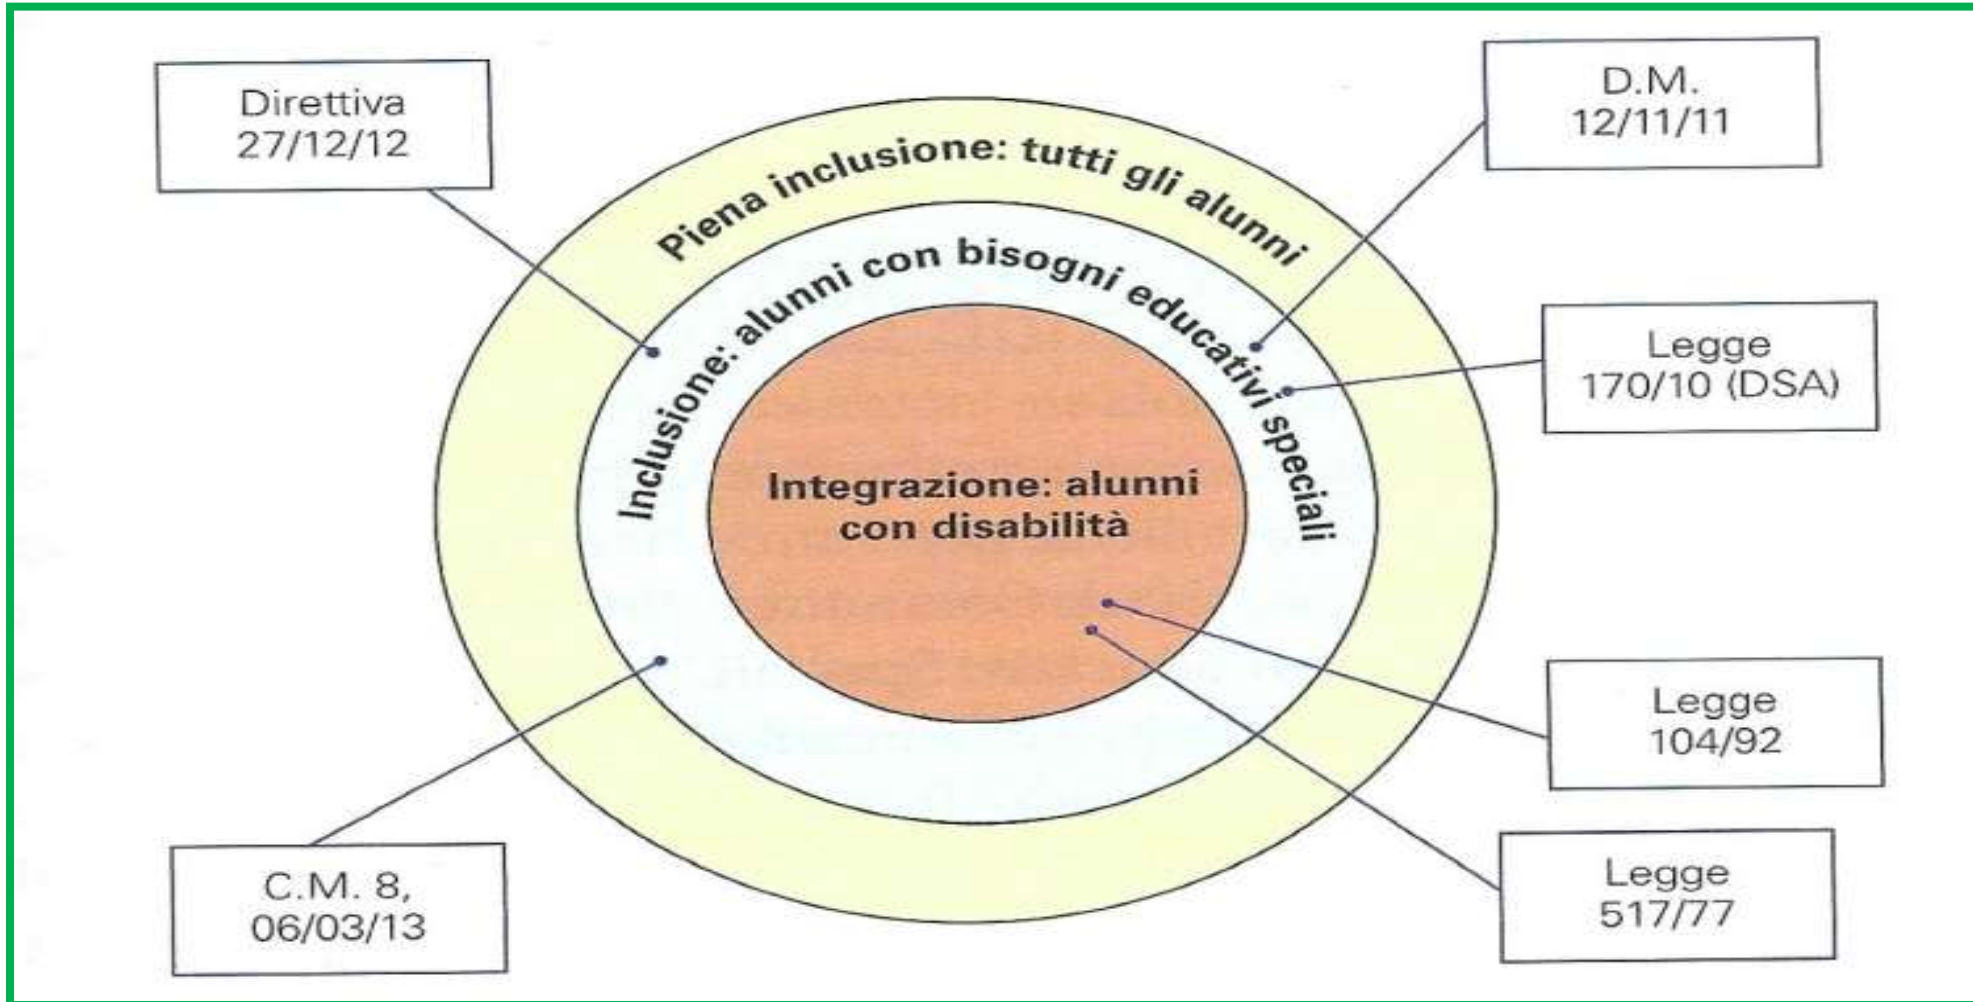 Direttiva
27/12/12
D.M.
12/11/11
Piena inclusione: tutti gli alunni
Inclusione: alunni con bisogni educativi speciali
Legge
170/10 (DSA)
Integrazione: alunni
con disabilità
Legge
104/92
C.M. 8,
06/03/13
Legge
517/77